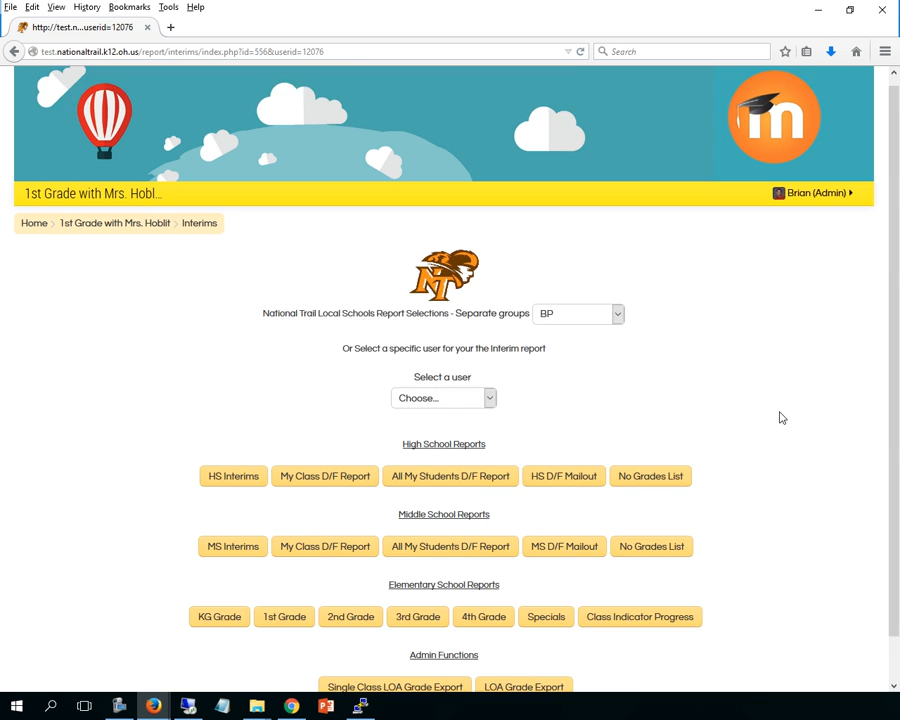 File Edit View History Bookmarks Tools Help
http://test.n...userid=12076
test.nationaltrail.k12.oh.us/report/interims/index.php?id=556&userid=12076
Search
m
1st Grade with Mrs. Hobl...
Brian (Admin)
Home 1st Grade with Mrs. Hoblit Interims
NT
National Trail Local Schools Report Selections - Separate groups BP
Or Select a specific user for your the Interim report
Select a user
Choose...
High School Reports
HS Interims My Class D/F Report All My Students D/F Report HS D/F Mailout No Grades List
Middle School Reports
MS Interims My Class D/F Report All My Students D/F Report MS D/F Mailout No Grades List
Elementary School Reports
KG Grade 1st Grade 2nd Grade 3rd Grade 4th Grade Specials Class Indicator Progress
Admin Functions
Single Class LOA Grade Export LOA Grade Export